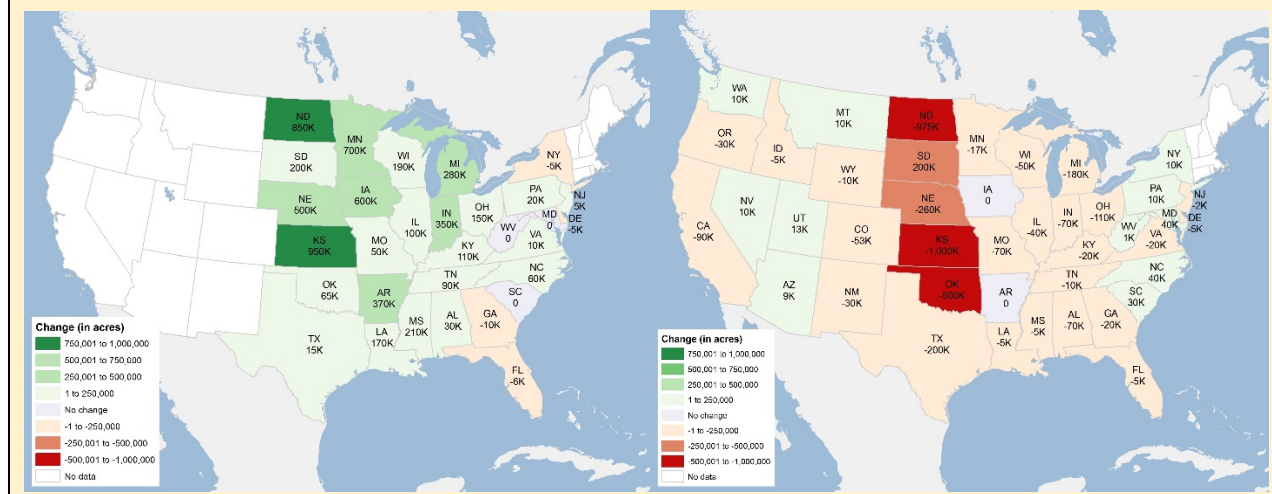 ND
850K
MN
700K
SD
200K
WI
190K
MI
280K
NY
-5K
NE
500K
IA
600K
PA
20K
NJ
5K
IL
100K
IN
350K
OH
150K
MD
0
DE
-5K
WV
0
VA
10K
KS
950K
MO
50K
KY
110K
NC
60K
TN
90K
OK
65K
AR
370K
SC
0
MS
210K
AL
30K
GA
-10K
TX
15K
LA
170K
FL
-6K
Change (in acres)
750,001 to 1,000,000
500,001 to 750,000
250,001 to 500,000
1 to 250,000
No change
-1 to -250,000
-250,001 to -500,000
-500,001 to -1,000,000
No data
WA
10K
MT
10K
ND
-975K
OR
-30K
ID
-5K
MN
-17K
WI
-50K
MI
-180K
NY
10K
SD
200K
WY
-10K
IA
0
PA
10K
NJ
-2K
NE
-260K
NV
10K
UT
13K
OH
-110K
MD
40K
DE
-5K
IL
-40K
IN
-70K
WV
1K
VA
-20K
CA
-90K
CO
-53K
KS
-1,000K
MO
-70K
KY
-20K
NC
40K
TN
-10K
AZ
9K
NM
-30K
OK
-500K
AR
0
SC
30K
MS
-5K
AL
-70K
GA
-20K
TX
-200K
LA
-5K
FL
-5K
Change (in acres)
750,001 to 1,000,000
500,001 to 750,000
250,001 to 500,000
1 to 250,000
No change
-1 to -250,000
-250,001 to -500,000
-500,001 to -1,000,000
No data